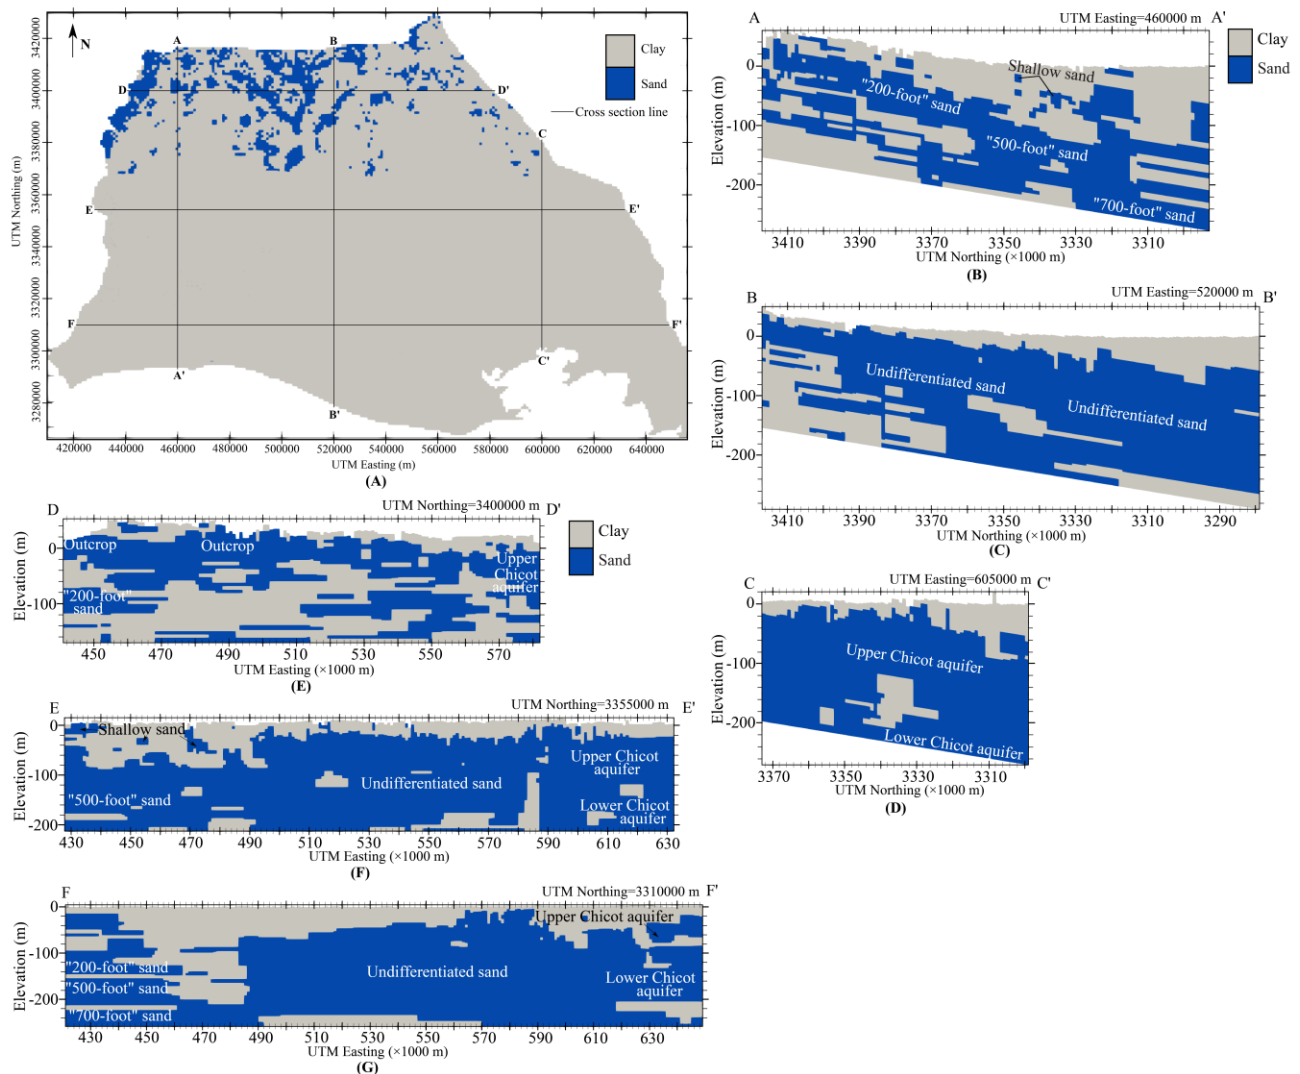 N
A
B
C
D
D'
E
E'
F
F'
A'
B'
C'
Clay
Sand
Cross section line
3420000
3400000
3380000
3360000
3340000
3320000
3300000
3280000
UTM Northing (m)
420000 440000 460000 480000 500000 520000 540000 560000 580000 600000 620000 640000
UTM Easting (m)
(A)
A
UTM Easting=460000 m
A'
Clay
Sand
Shallow sand
"200-foot" sand
"500-foot" sand
"700-foot" sand
0
-100
-200
Elevation (m)
3410 3390 3370 3350 3330 3310
UTM Northing (×1000 m)
(B)
B
UTM Easting=520000 m
B'
Undifferentiated sand
Undifferentiated sand
0
-100
-200
Elevation (m)
3410 3390 3370 3350 3330 3310 3290
UTM Northing (×1000 m)
(C)
C
UTM Easting=605000 m
C'
Upper Chicot aquifer
Lower Chicot aquifer
0
-100
-200
Elevation (m)
3370 3350 3330 3310
UTM Northing (×1000 m)
(D)
D
UTM Northing=3400000 m
D'
Clay
Sand
Outcrop
Outcrop
Upper
Chicot
aquifer
"200-foot"
sand
0
-100
Elevation (m)
450 470 490 510 530 550 570
UTM Easting (×1000 m)
(E)
E
UTM Northing=3355000 m
E'
Shallow sand
Upper Chicot
aquifer
Undifferentiated sand
"500-foot" sand
Lower Chicot
aquifer
0
-100
-200
Elevation (m)
430 450 470 490 510 530 550 570 590 610 630
UTM Easting (×1000 m)
(F)
F
UTM Northing=3310000 m
F'
Upper Chicot aquifer
"200-foot" sand
Undifferentiated sand
Lower Chicot
aquifer
"500-foot" sand
"700-foot" sand
0
-100
-200
Elevation (m)
430 450 470 490 510 530 550 570 590 610 630
UTM Easting (×1000 m)
(G)